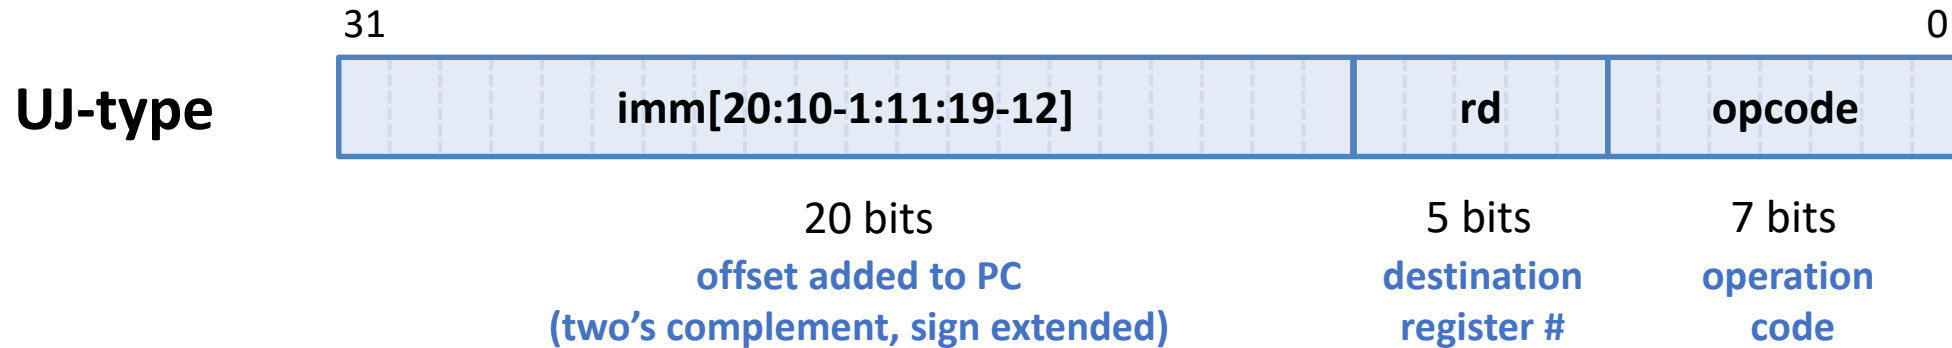 31 0
UJ-type imm[20:10-1:11:19-12] rd opcode
20 bits 5 bits 7 bits
offset added to PC destination operation
(two’s complement, sign extended) register # code